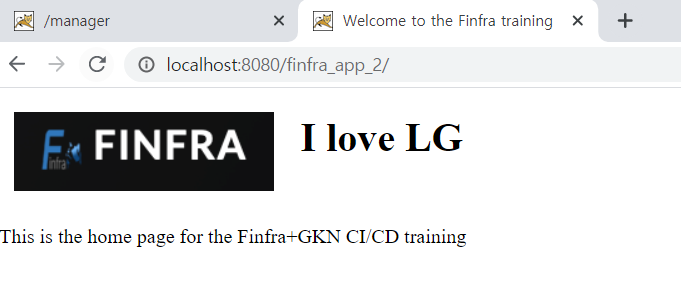 /manager
Welcome to the Finfra training
localhost:8080/finfra_app_2/
Finfra FINFRA
I love LG
This is the home page for the Finfra+GKN CI/CD training